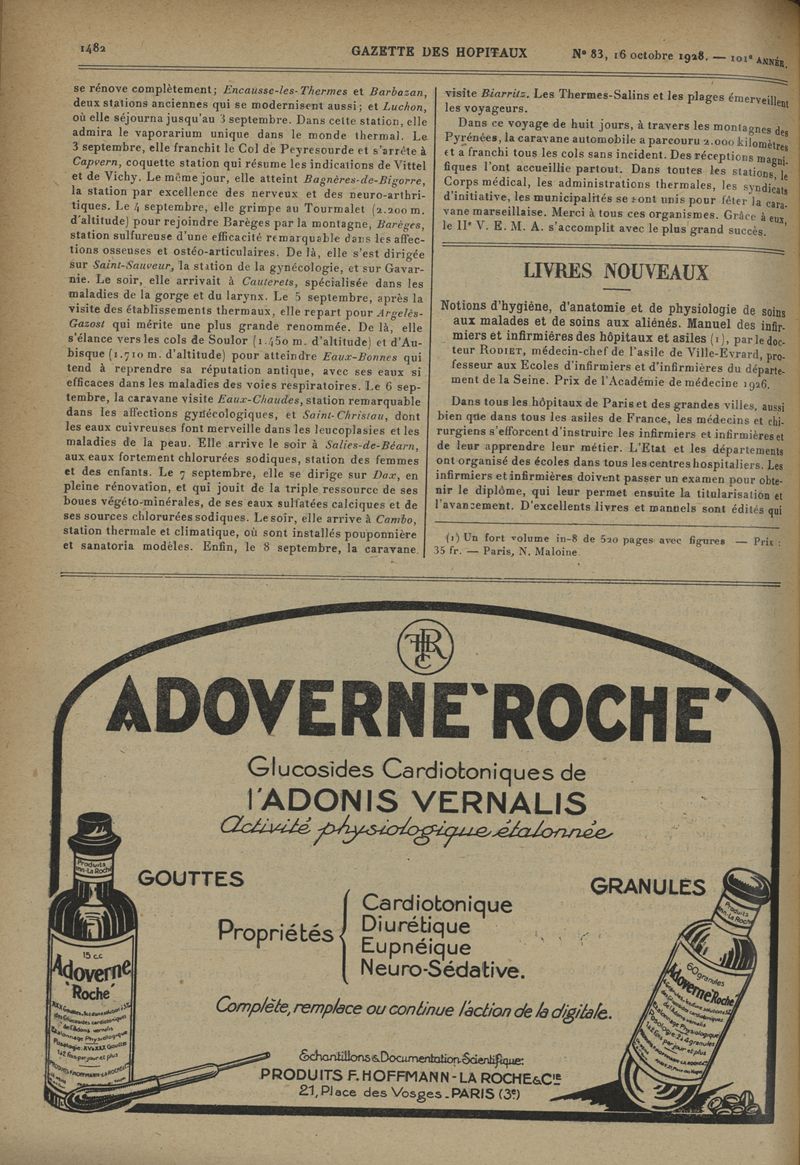 1482
GAZETTE DES HOPITAUX
N° 83, 16 octobre 1928. — 101e ANNÉE.
se rénove complètement; Encausse-les-Thermes et Barbazan,
deux stations anciennes qui se modernisent aussi; et Luchon,
où elle séjourna jusqu'au 3 septembre. Dans cette station, elle
admira le vaporarium unique dans le monde thermal. Le
3 septembre, elle franchit le Col de Peyresourde et s'arrête à
Capvern, coquette station qui résume les indications de Vittel
et de Vichy. Le même jour, elle atteint Bagnères-de-Bigorre,
la station par excellence des nerveux et des neuro-arthri-
tiques. Le 4 septembre, elle grimpe au Tourmalet (2.200 m.
d'altitude) pour rejoindre Barèges par la montagne, Barèges,
station sulfureuse d'une efficacité remarquable dans les affec-
tions osseuses et ostéo-articulaires. De là, elle s'est dirigée
sur Saint-Sauveur, la station de la gynécologie, et sur Gavar-
nie. Le soir, elle arrivait à Cauterets, spécialisée dans les
maladies de la gorge et du larynx. Le 5 septembre, après la
visite des établissements thermaux, elle repart pour Argelès-
Gazost qui mérite une plus grande renommée. De là, elle
s'élance vers les cols de Soulor (1.450 m. d'altitude) et d'Au-
bisque (1.710 m. d'altitude) pour atteindre Eaux-Bonnes qui
tend à reprendre sa réputation antique, avec ses eaux si
efficaces dans les maladies des voies respiratoires. Le 6 sep-
tembre, la caravane visite Eaux-Chaudes, station remarquable
dans les affections gynécologiques, et Saint-Christau, dont
les eaux cuivreuses font merveille dans les leucoplasies et les
maladies de la peau. Elle arrive le soir à Salies-de-Béarn,
aux eaux fortement chlorurées sodiques, station des femmes
et des enfants. Le 7 septembre, elle se dirige sur Dax, en
pleine rénovation, et qui jouit de la triple ressource de ses
boues végéto-minérales, de ses eaux sulfatées calciques et de
ses sources chlorurées sodiques. Le soir, elle arrive à Cambo,
station thermale et climatique, où sont installés pouponnière
et sanatoria modèles. Enfin, le 8 septembre, la caravane
visite Biarritz. Les Thermes-Salins et les plages émerveillent
les voyageurs.
Dans ce voyage de huit jours, à travers les montagnes des
Pyrénées, la caravane automobile a parcouru 2.000 kilomètres
et a franchi tous les cols sans incident. Des réceptions magni-
fiques l'ont accueillie partout. Dans toutes les stations, le
Corps médical, les administrations thermales, les syndicats
d'initiative, les municipalités se sont unis pour fêter la cara-
vane marseillaise. Merci à tous ces organismes. Grâce à eux,
le IIe V. E. M. A. s'accomplit avec le plus grand succès.
LIVRES NOUVEAUX
Notions d'hygiène, d'anatomie et de physiologie de soins
aux malades et de soins aux aliénés. Manuel des infir-
miers et infirmières des hôpitaux et asiles (1), par le doc-
teur RODIET, médecin-chef de l'asile de Ville-Evrard, pro-
fesseur aux Ecoles d'infirmiers et d'infirmières du départe-
ment de la Seine. Prix de l'Académie de médecine 1926.
Dans tous les hôpitaux de Paris et des grandes villes, aussi
bien que dans tous les asiles de France, les médecins et chi-
rurgiens s'efforcent d'instruire les infirmiers et infirmières et
de leur apprendre leur métier. L'Etat et les départements
ont organisé des écoles dans tous les centres hospitaliers. Les
infirmiers et infirmières doivent passer un examen pour obte-
nir le diplôme, qui leur permet ensuite la titularisation et
l'avancement. D'excellents livres et manuels sont édités qui
(1) Un fort volume in-8 de 520 pages avec figures — Prix :
35 fr. — Paris, N. Maloine
ADOVERNE 'ROCHE'
Glucosides Cardiotoniques de
l'ADONIS VERNALIS
Activité physiologique étalonnée
GOUTTES
GRANULES
Propriétés
Cardiotonique
Diurétique
Eupnéique
Neuro-Sédative.
Complète, remplace ou continue l'action de la digitale.
Produits
15 cc
Adoverne
'Roche'
Produits
60 granules
Adoverne 'Roche'
Echantillons & Documentation Scientifique:
PRODUITS F. HOFFMANN-LA ROCHE & Cie
21, Place des Vosges - PARIS (3e)